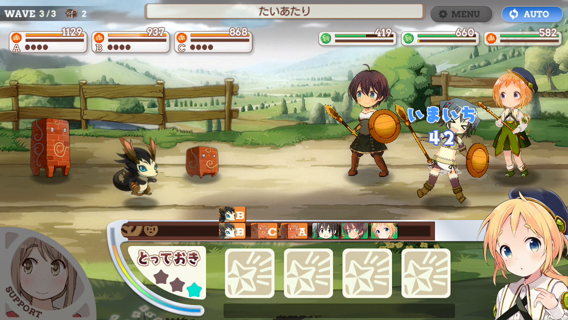 WAVE 3/3 2
たいあたり
MENU
AUTO
1129
937
868
419
660
582
A
B
C
いまいち
42
B
B
C
A
とっておき
SUPPORT